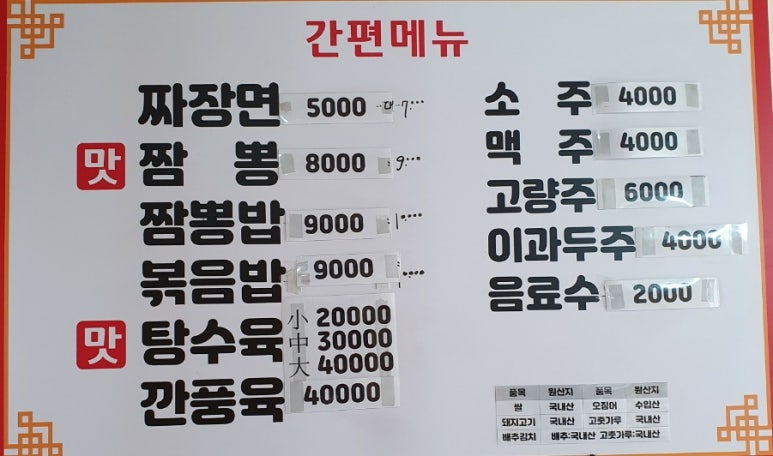 간편메뉴
짜장면 5000 대 7...
맛 짬 뽕 8000 9...
짬뽕밥 9000
볶음밥 9000
맛 탕수육 小 20000
中 30000
大 40000
깐풍육 40000
소 주 4000
맥 주 4000
고량주 6000
이과두주 4000
음료수 2000
품목 원산지 품목 원산지
쌀 국내산 오징어 수입산
돼지고기 국내산 고춧가루 국내산
배추김치 배추:국내산 고춧가루:국내산